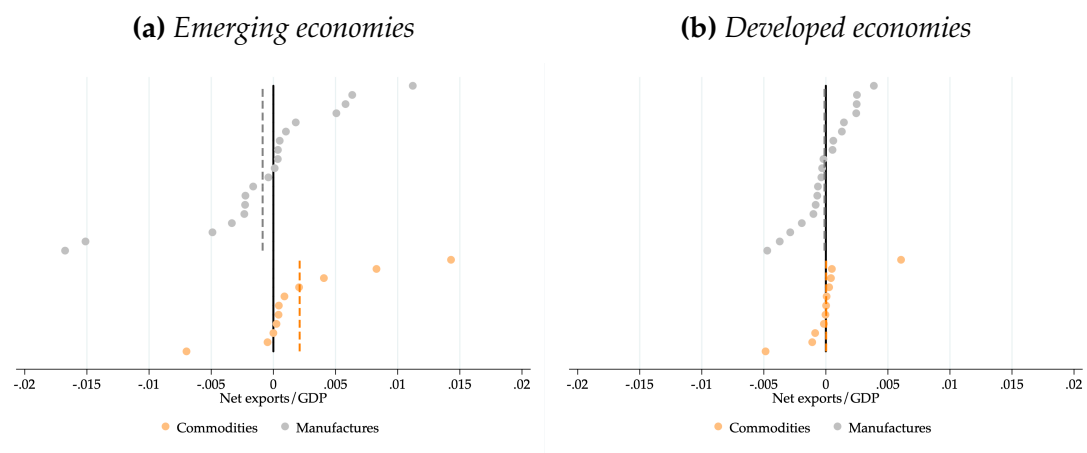 (a) Emerging economies
-.02 -.015 -.01 -.005 0 .005 .01 .015 .02
Net exports/GDP
Commodities Manufactures
(b) Developed economies
-.02 -.015 -.01 -.005 0 .005 .01 .015 .02
Net exports/GDP
Commodities Manufactures